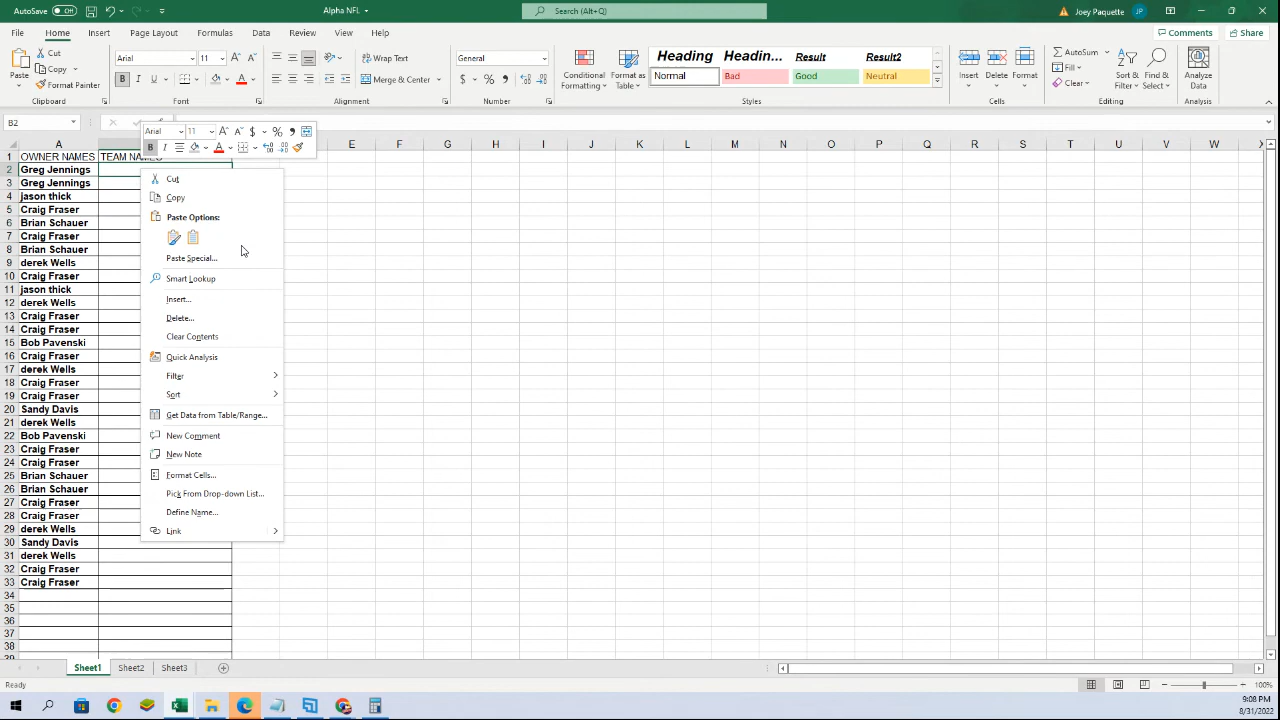 AutoSave Off Alpha NFL Search (Alt+Q) Joey Paquette JP
File Home Insert Page Layout Formulas Data Review View Help Comments Share
Paste Cut Copy Format Painter
Arial 11 B I U A
Wrap Text Merge & Center
General $ % ,
Conditional Formatting Format as Table
Heading Headin... Result Result2
Normal Bad Good Neutral
Insert Delete Format
AutoSum Fill Clear Sort & Filter Find & Select Analyze Data
Clipboard Font Alignment Number Styles Cells Editing Analysis
B2
Arial 11 A A $ % ,
B I A
A E F G H I J K L M N O P Q R S T U V W X
1 OWNER NAMES TEAM NAMES
2 Greg Jennings
3 Greg Jennings
4 jason thick
5 Craig Fraser
6 Brian Schauer
7 Craig Fraser
8 Brian Schauer
9 derek Wells
10 Craig Fraser
11 jason thick
12 derek Wells
13 Craig Fraser
14 Craig Fraser
15 Bob Pavenski
16 Craig Fraser
17 derek Wells
18 Craig Fraser
19 Craig Fraser
20 Sandy Davis
21 derek Wells
22 Bob Pavenski
23 Craig Fraser
24 Craig Fraser
25 Brian Schauer
26 Brian Schauer
27 Craig Fraser
28 Craig Fraser
29 derek Wells
30 Sandy Davis
31 derek Wells
32 Craig Fraser
33 Craig Fraser
34
35
36
37
38
39
Cut
Copy
Paste Options:
Paste Special...
Smart Lookup
Insert...
Delete...
Clear Contents
Quick Analysis
Filter
Sort
Get Data from Table/Range...
New Comment
New Note
Format Cells...
Pick From Drop-down List...
Define Name...
Link
Sheet1 Sheet2 Sheet3
Ready 100%
9:08 PM
8/31/2022